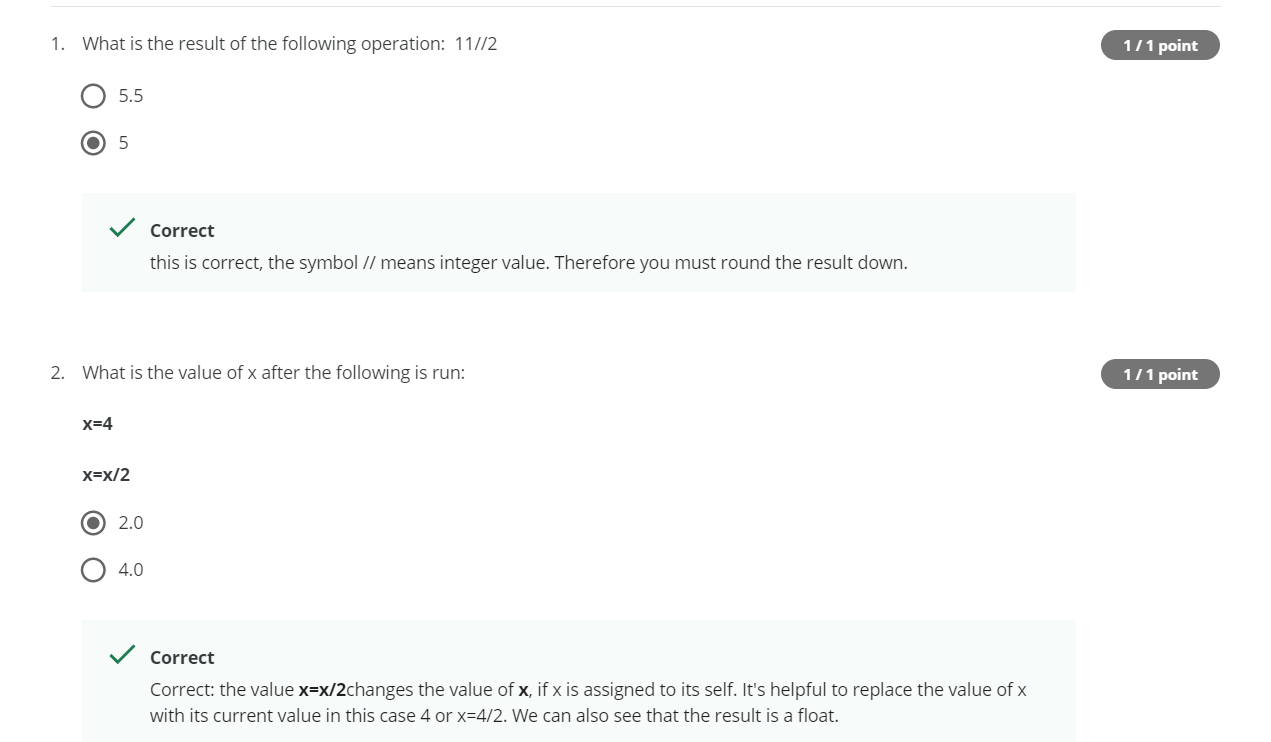 1. What is the result of the following operation: 11//2
1 / 1 point
5.5
5
Correct
this is correct, the symbol // means integer value. Therefore you must round the result down.
2. What is the value of x after the following is run:
1 / 1 point
x=4
x=x/2
2.0
4.0
Correct
Correct: the value x=x/2changes the value of x, if x is assigned to its self. It's helpful to replace the value of x
with its current value in this case 4 or x=4/2. We can also see that the result is a float.